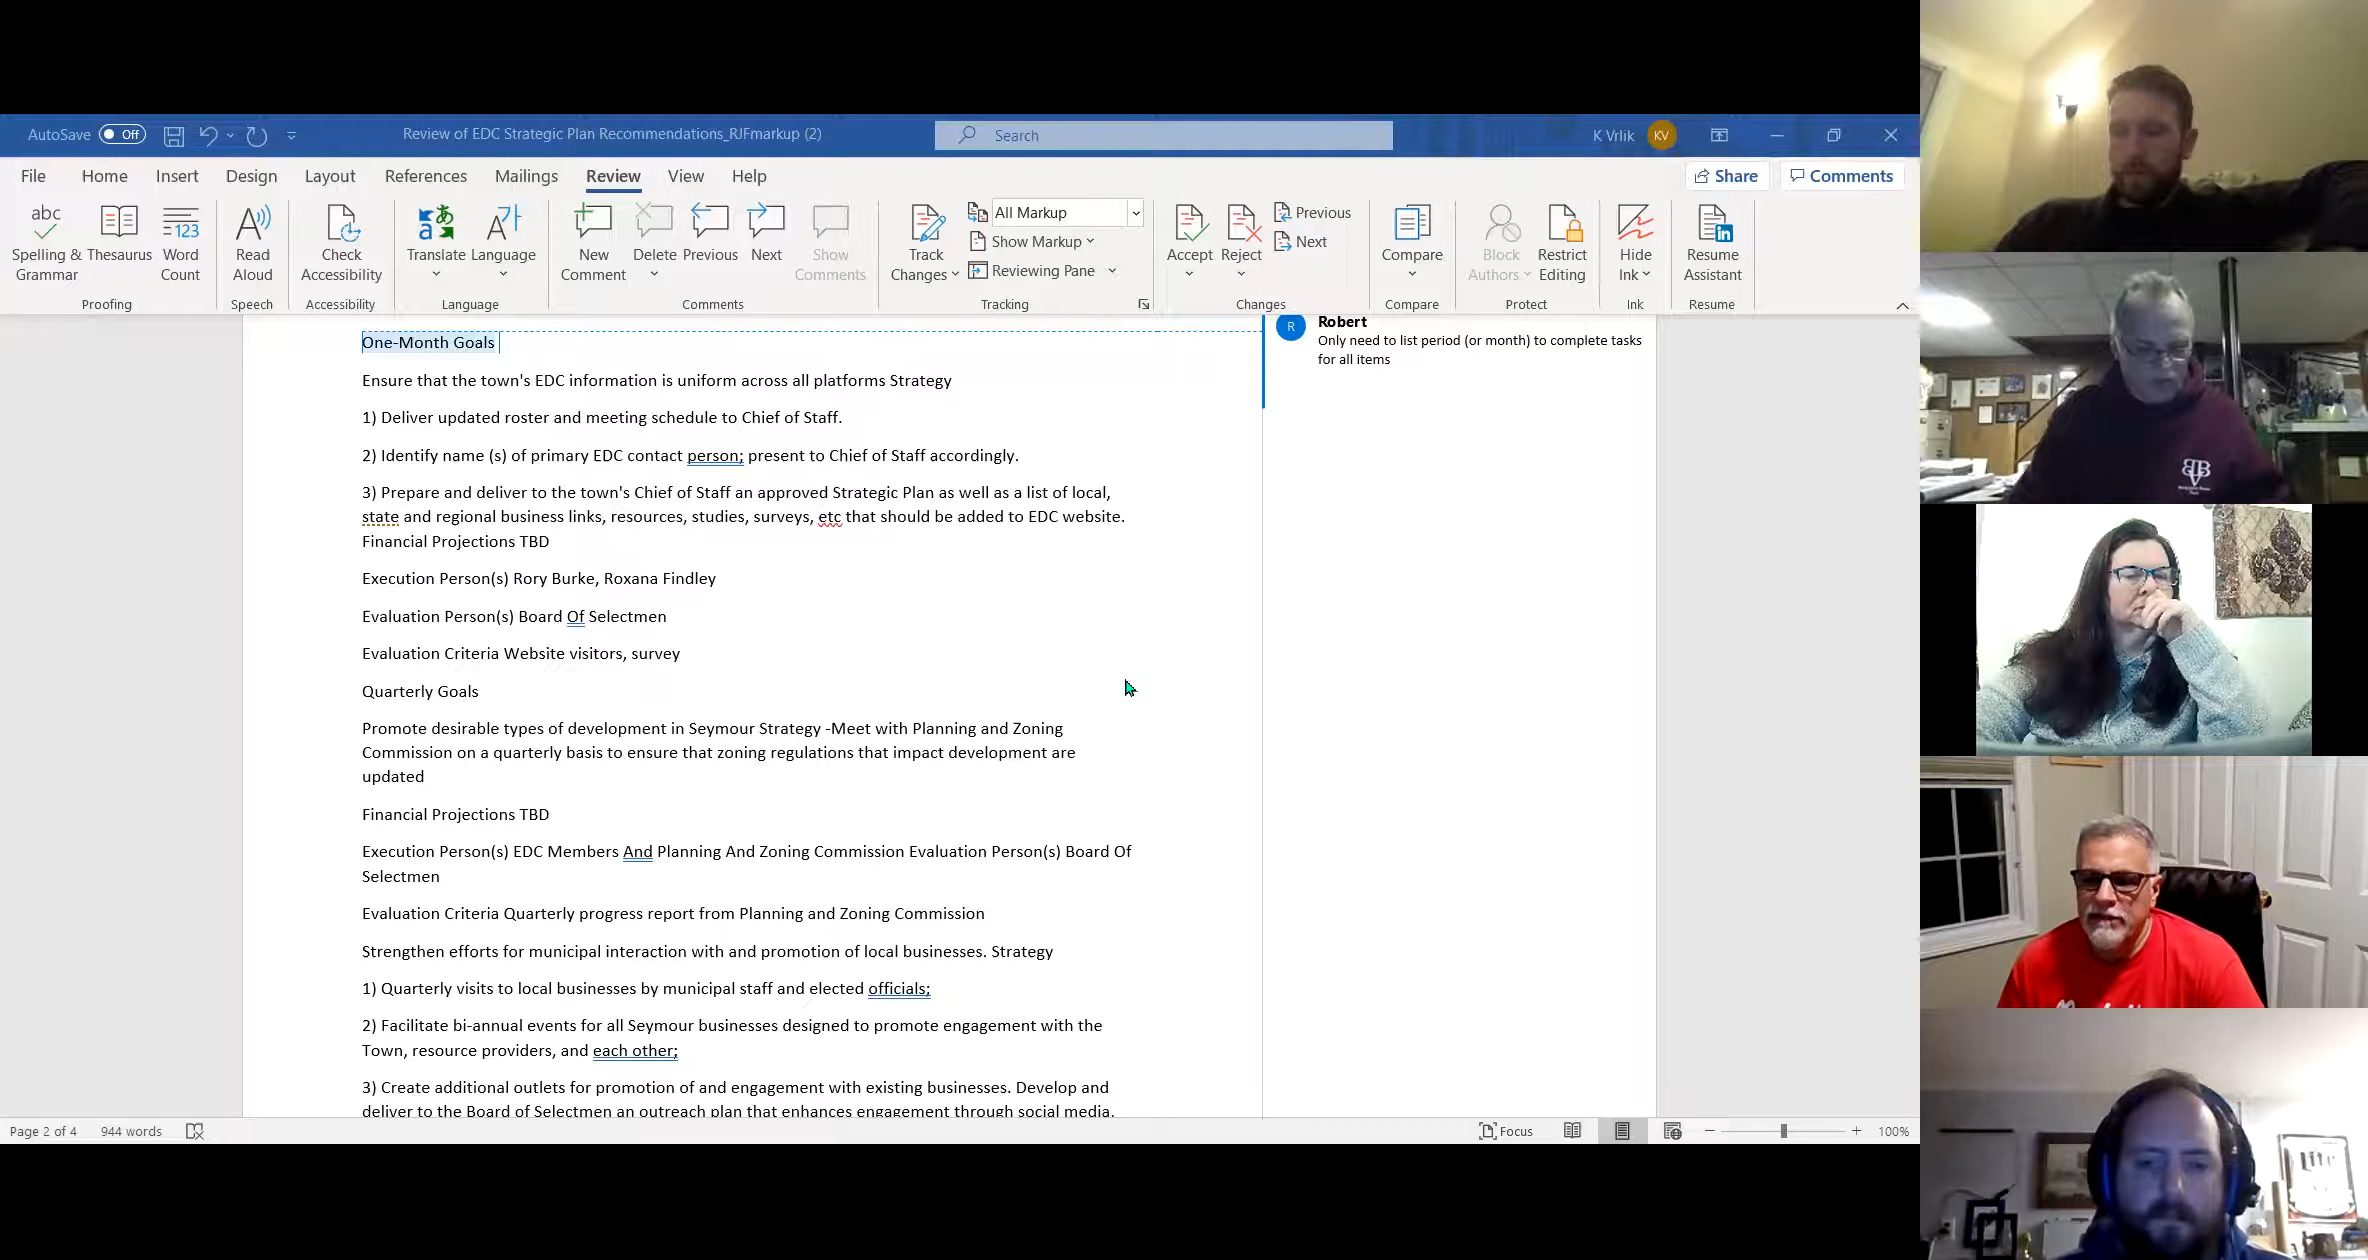 AutoSave Off Review of EDC Strategic Plan Recommendations_RJFmarkup (2) Search K Vrlik KV
File Home Insert Design Layout References Mailings Review View Help Share Comments
abc
Spelling & Grammar
Thesaurus
123
Word Count
Proofing
Read Aloud
Speech
Check Accessibility
Accessibility
Translate
Language
Language
New Comment
Delete
Previous
Next
Show Comments
Comments
Track Changes
All Markup
Show Markup
Reviewing Pane
Tracking
Accept
Reject
Previous
Next
Changes
Compare
Compare
Block Authors
Restrict Editing
Protect
Hide Ink
Ink
in
Resume Assistant
Resume
One-Month Goals
Ensure that the town's EDC information is uniform across all platforms Strategy
1) Deliver updated roster and meeting schedule to Chief of Staff.
2) Identify name (s) of primary EDC contact person; present to Chief of Staff accordingly.
3) Prepare and deliver to the town's Chief of Staff an approved Strategic Plan as well as a list of local,
state and regional business links, resources, studies, surveys, etc that should be added to EDC website.
Financial Projections TBD
Execution Person(s) Rory Burke, Roxana Findley
Evaluation Person(s) Board Of Selectmen
Evaluation Criteria Website visitors, survey
Quarterly Goals
Promote desirable types of development in Seymour Strategy -Meet with Planning and Zoning
Commission on a quarterly basis to ensure that zoning regulations that impact development are
updated
Financial Projections TBD
Execution Person(s) EDC Members And Planning And Zoning Commission Evaluation Person(s) Board Of
Selectmen
Evaluation Criteria Quarterly progress report from Planning and Zoning Commission
Strengthen efforts for municipal interaction with and promotion of local businesses. Strategy
1) Quarterly visits to local businesses by municipal staff and elected officials;
2) Facilitate bi-annual events for all Seymour businesses designed to promote engagement with the
Town, resource providers, and each other;
3) Create additional outlets for promotion of and engagement with existing businesses. Develop and
deliver to the Board of Selectmen an outreach plan that enhances engagement through social media.
R
Robert
Only need to list period (or month) to complete tasks
for all items
Page 2 of 4 944 words Focus 100%